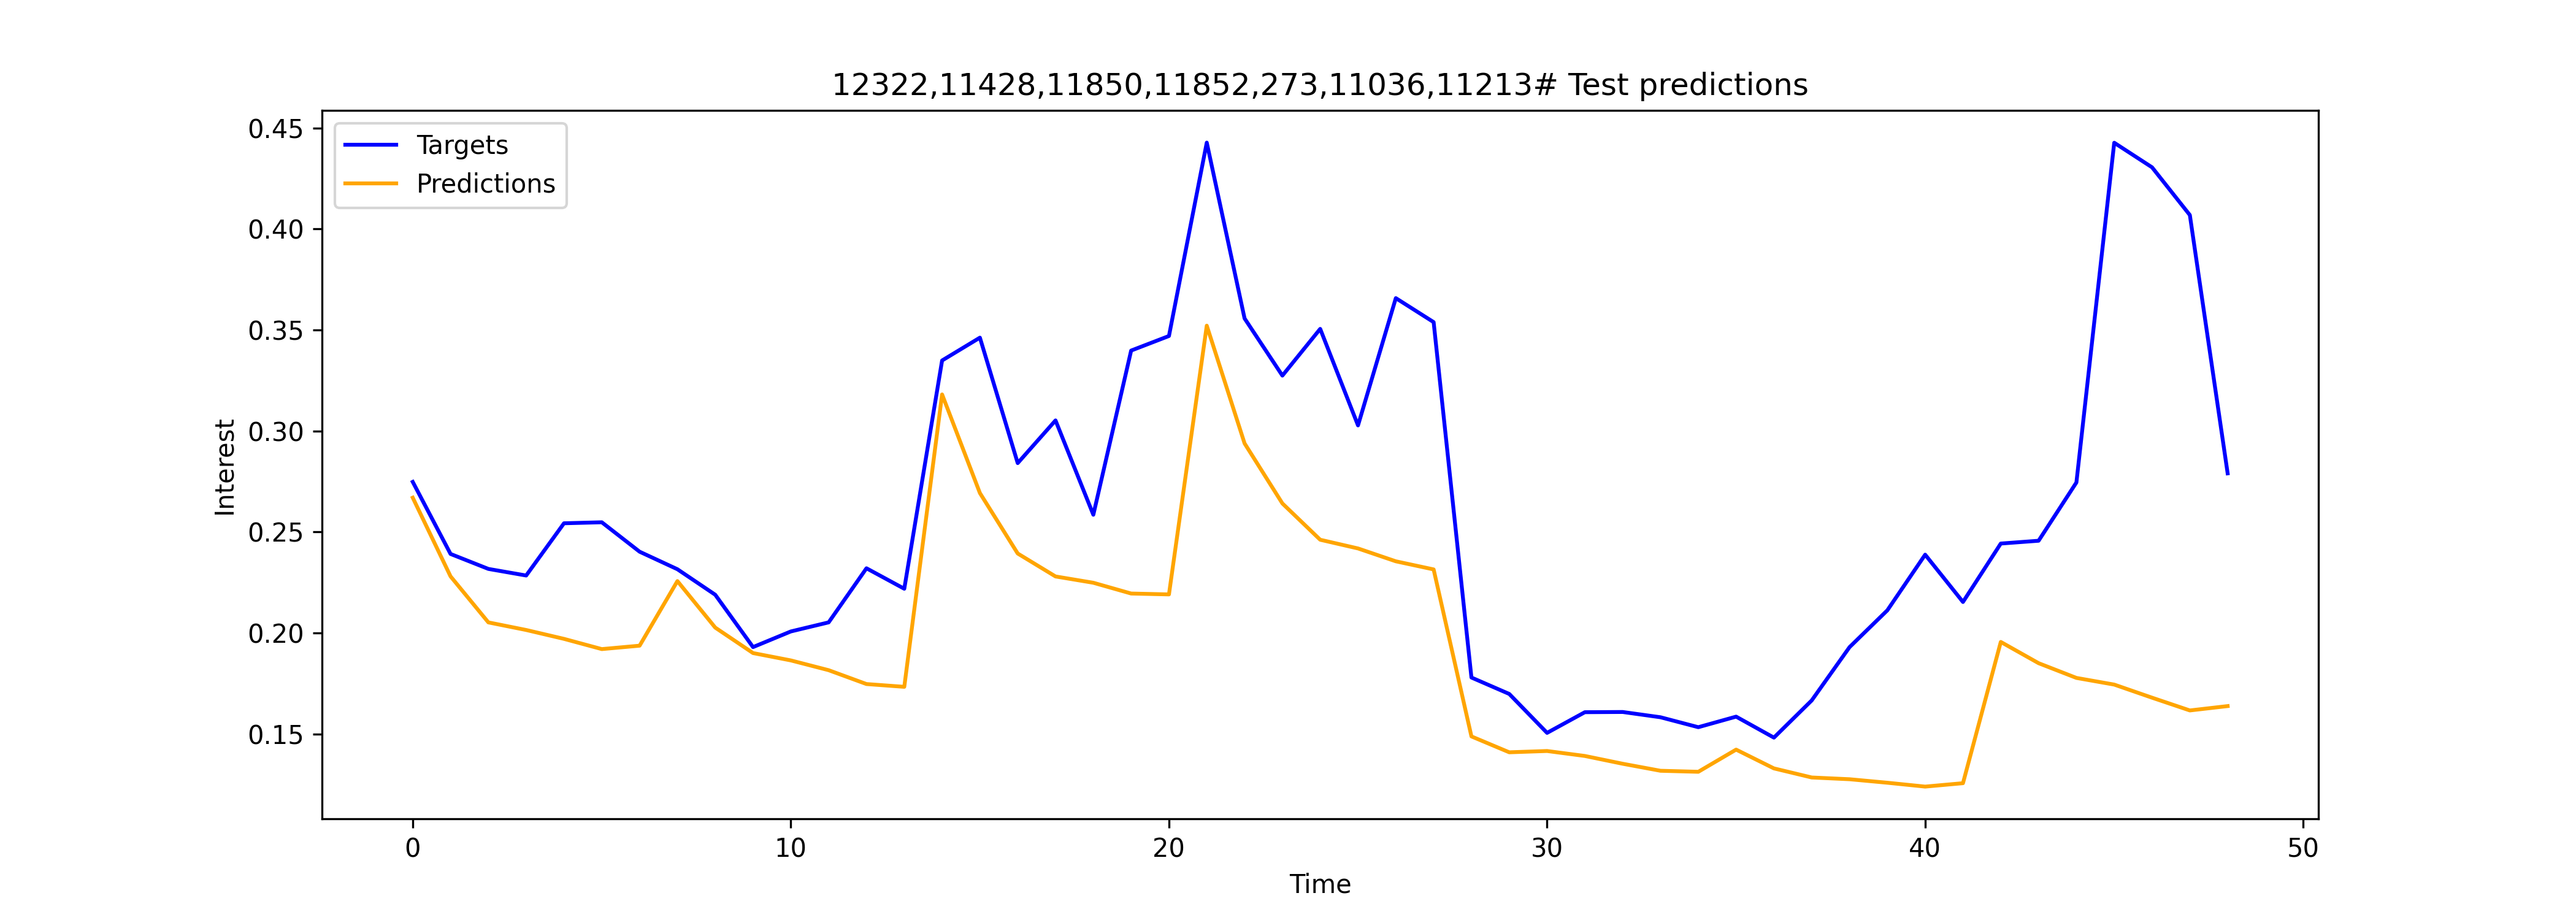 12322,11428,11850,11852,273,11036,11213# Test predictions
Targets
Predictions
Interest
0.45
0.40
0.35
0.30
0.25
0.20
0.15
0 10 20 30 40 50
Time